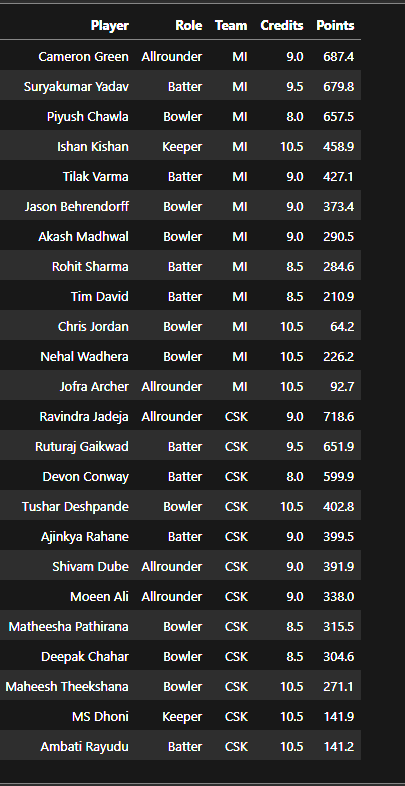 Player Role Team Credits Points
Cameron Green Allrounder MI 9.0 687.4
Suryakumar Yadav Batter MI 9.5 679.8
Piyush Chawla Bowler MI 8.0 657.5
Ishan Kishan Keeper MI 10.5 458.9
Tilak Varma Batter MI 9.0 427.1
Jason Behrendorff Bowler MI 9.0 373.4
Akash Madhwal Bowler MI 9.0 290.5
Rohit Sharma Batter MI 8.5 284.6
Tim David Batter MI 8.5 210.9
Chris Jordan Bowler MI 10.5 64.2
Nehal Wadhera Bowler MI 10.5 226.2
Jofra Archer Allrounder MI 10.5 92.7
Ravindra Jadeja Allrounder CSK 9.0 718.6
Ruturaj Gaikwad Batter CSK 9.5 651.9
Devon Conway Batter CSK 8.0 599.9
Tushar Deshpande Bowler CSK 10.5 402.8
Ajinkya Rahane Batter CSK 9.0 399.5
Shivam Dube Allrounder CSK 9.0 391.9
Moeen Ali Allrounder CSK 9.0 338.0
Matheesha Pathirana Bowler CSK 8.5 315.5
Deepak Chahar Bowler CSK 8.5 304.6
Maheesh Theekshana Bowler CSK 10.5 271.1
MS Dhoni Keeper CSK 10.5 141.9
Ambati Rayudu Batter CSK 10.5 141.2